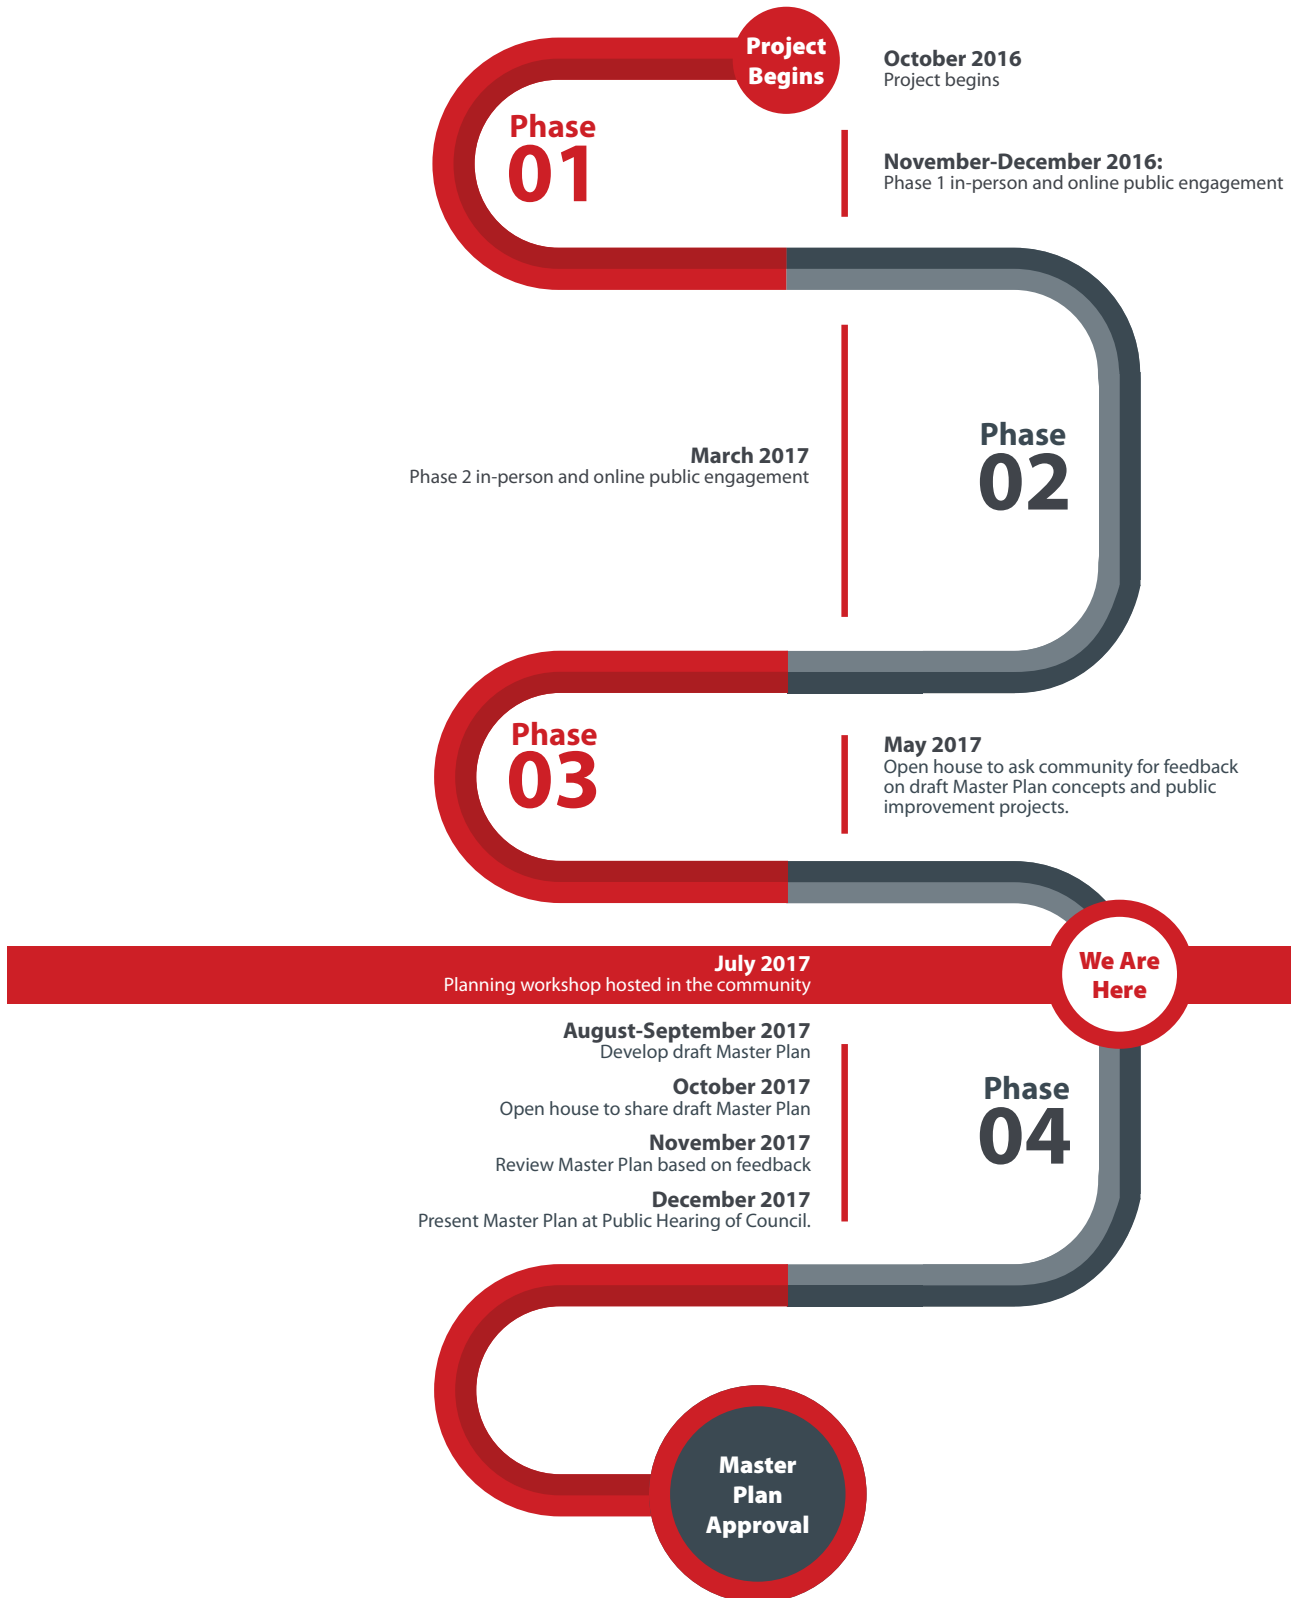 Project
Begins
October 2016
Project begins
Phase
01
November-December 2016:
Phase 1 in-person and online public engagement
March 2017
Phase 2 in-person and online public engagement
Phase
02
Phase
03
May 2017
Open house to ask community for feedback
on draft Master Plan concepts and public
improvement projects.
July 2017
Planning workshop hosted in the community
We Are
Here
August-September 2017
Develop draft Master Plan
October 2017
Open house to share draft Master Plan
November 2017
Review Master Plan based on feedback
December 2017
Present Master Plan at Public Hearing of Council.
Phase
04
Master
Plan
Approval